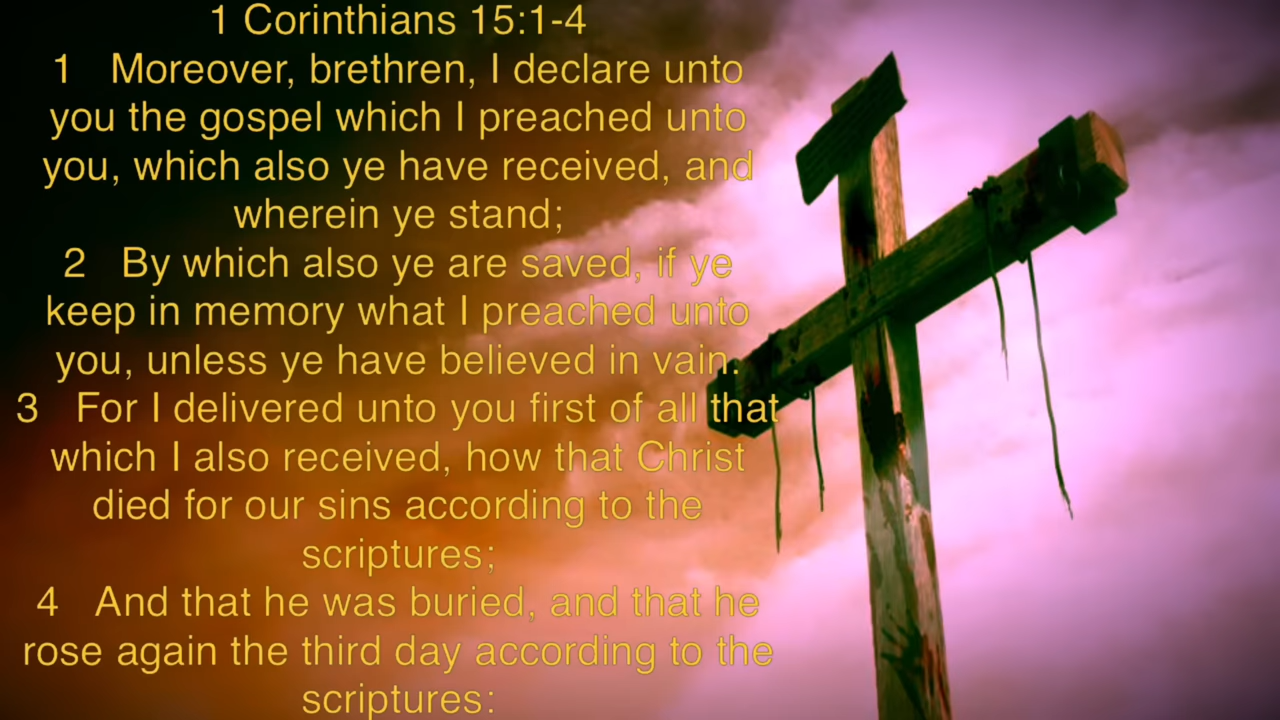 1 Corinthians 15:1-4
1 Moreover, brethren, I declare unto
you the gospel which I preached unto
you, which also ye have received, and
wherein ye stand;
2 By which also ye are saved, if ye
keep in memory what I preached unto
you, unless ye have believed in vain.
3 For I delivered unto you first of all that
which I also received, how that Christ
died for our sins according to the
scriptures;
4 And that he was buried, and that he
rose again the third day according to the
scriptures: